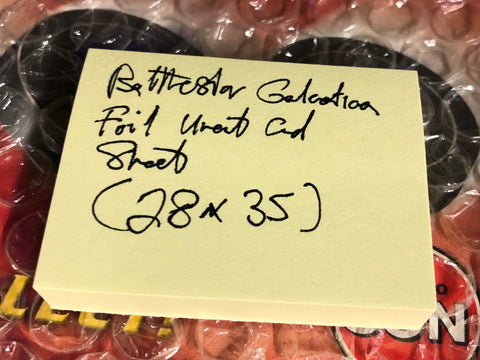 Battlestar Galactica
Foil Uncut Cd
Sheet
(28 x 35)